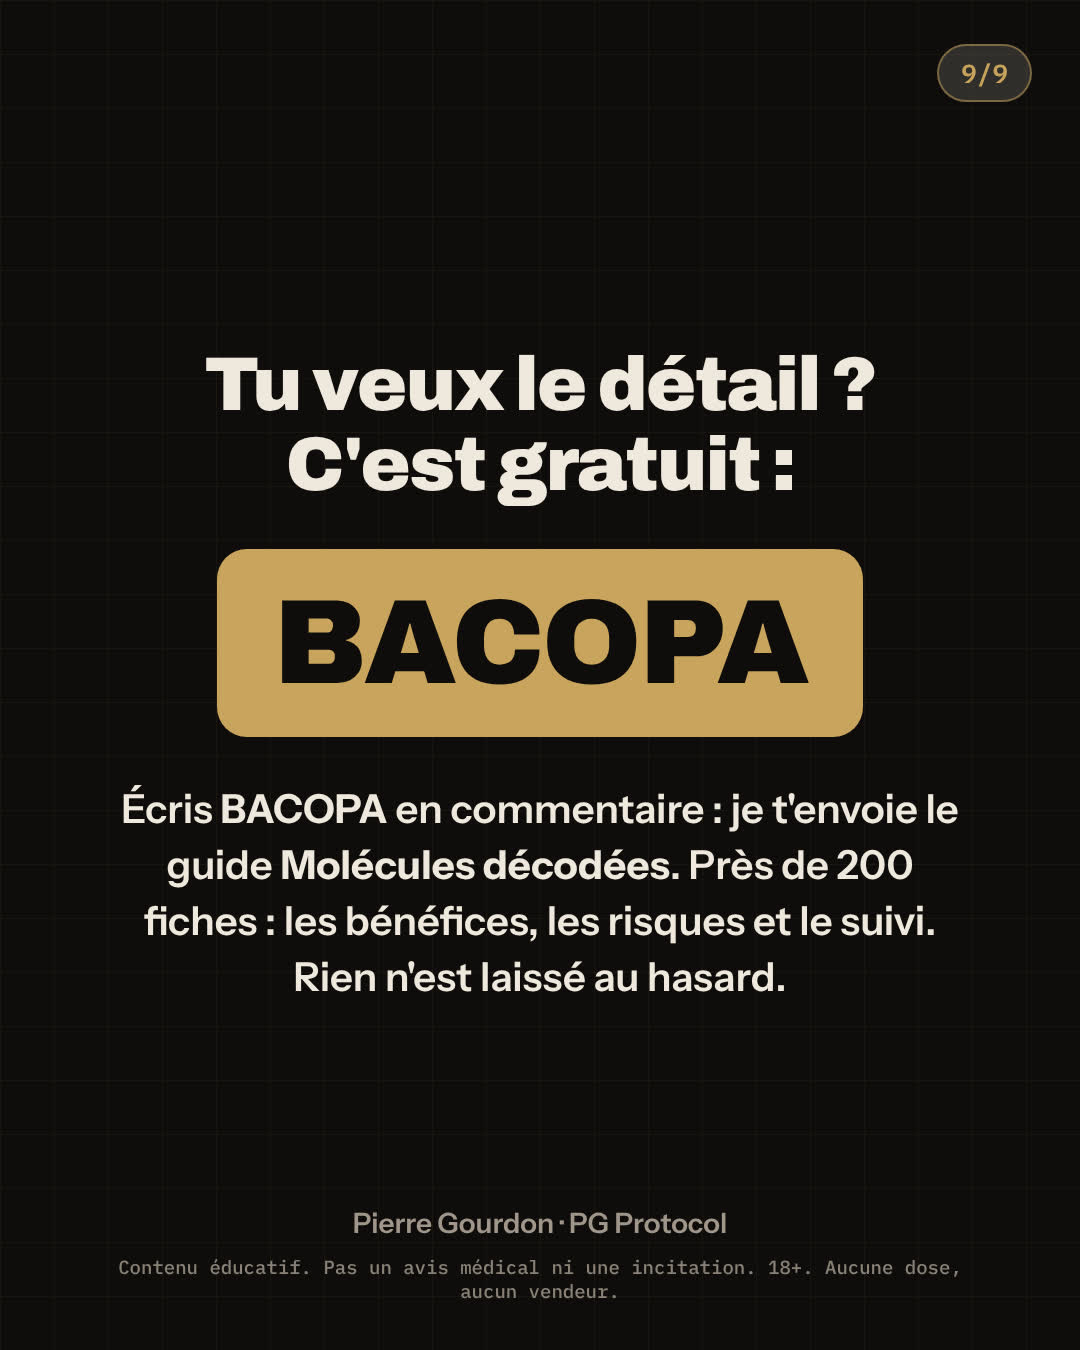 9/9
Tu veux le détail ?
C'est gratuit :
BACOPA
Écris BACOPA en commentaire : je t'envoie le
guide Molécules décodées. Près de 200
fiches : les bénéfices, les risques et le suivi.
Rien n'est laissé au hasard.
Pierre Gourdon · PG Protocol
Contenu éducatif. Pas un avis médical ni une incitation. 18+. Aucune dose,
aucun vendeur.